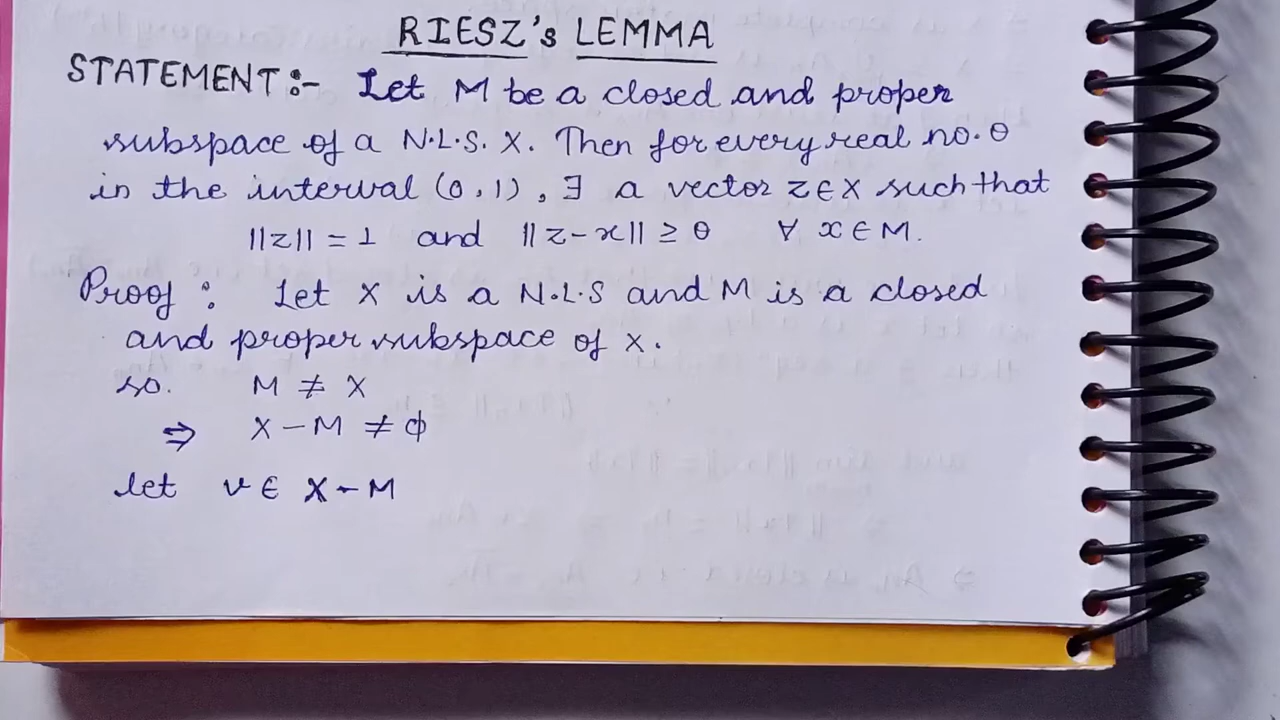 RIESZ's LEMMA
STATEMENT:- Let M be a closed and proper
subspace of a N.L.S. X. Then for every real no. θ
in the interval (0,1), ∃ a vector z∈X such that
||z|| = 1 and ||z-x|| ≥ θ ∀ x∈M.
Proof: Let X is a N.L.S and M is a closed
and proper subspace of X.
so. M ≠ X
⇒ X-M ≠ ϕ
let v ∈ X-M